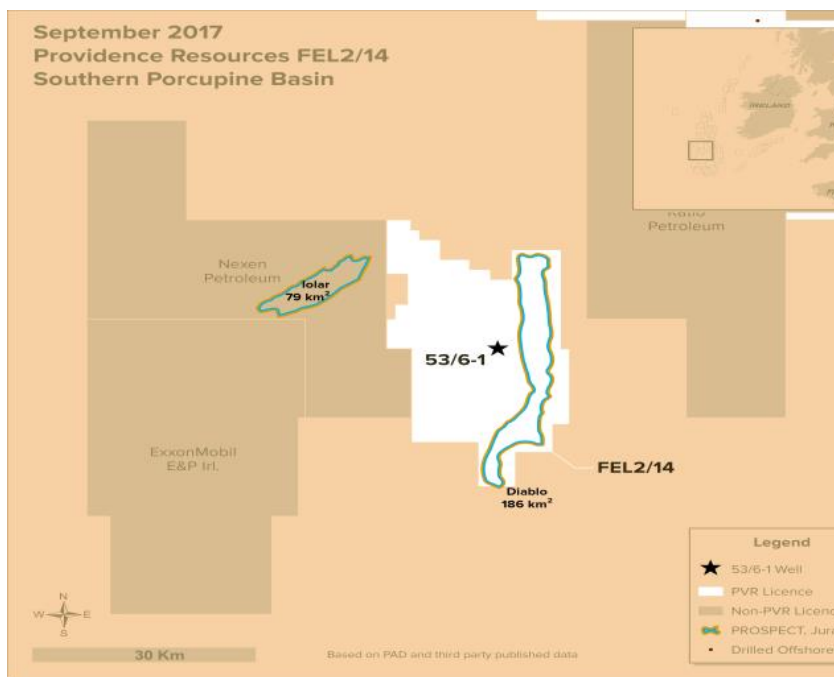 September 2017
Providence Resources FEL2/14
Southern Porcupine Basin
IRELAND
Petroleum
Nexen
Petroleum
Iolar
79 km²
53/6-1
ExxonMobil
E&P Irl.
FEL2/14
Diablo
186 km²
Legend
53/6-1 Well
PVR Licence
Non-PVR Licenc
PROSPECT, Jura
Drilled Offshore
N
W E
S
30 Km
Based on PAD and third party published data